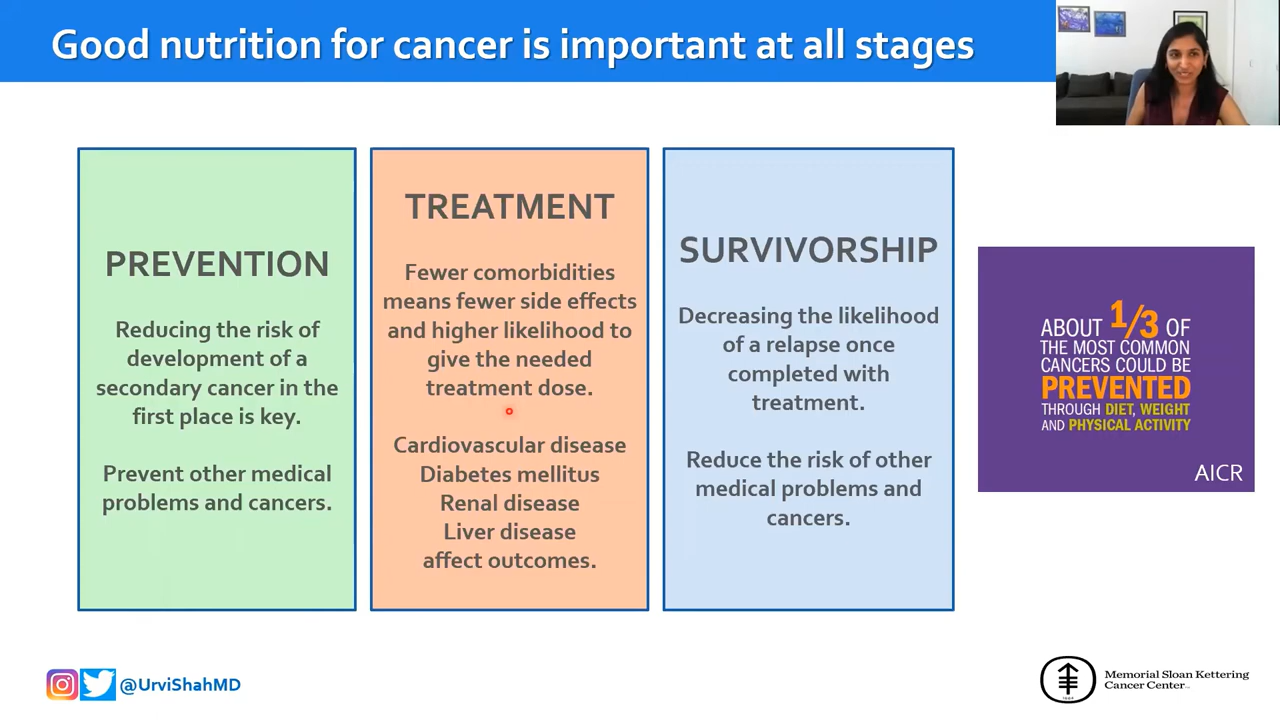 Good nutrition for cancer is important at all stages
PREVENTION
Reducing the risk of
development of a
secondary cancer in the
first place is key.
Prevent other medical
problems and cancers.
TREATMENT
Fewer comorbidities
means fewer side effects
and higher likelihood to
give the needed
treatment dose.
Cardiovascular disease
Diabetes mellitus
Renal disease
Liver disease
affect outcomes.
SURVIVORSHIP
Decreasing the likelihood
of a relapse once
completed with
treatment.
Reduce the risk of other
medical problems and
cancers.
ABOUT 1/3 OF
THE MOST COMMON
CANCERS COULD BE
PREVENTED
THROUGH DIET, WEIGHT
AND PHYSICAL ACTIVITY
AICR
@UrviShahMD
Memorial Sloan Kettering
Cancer Center